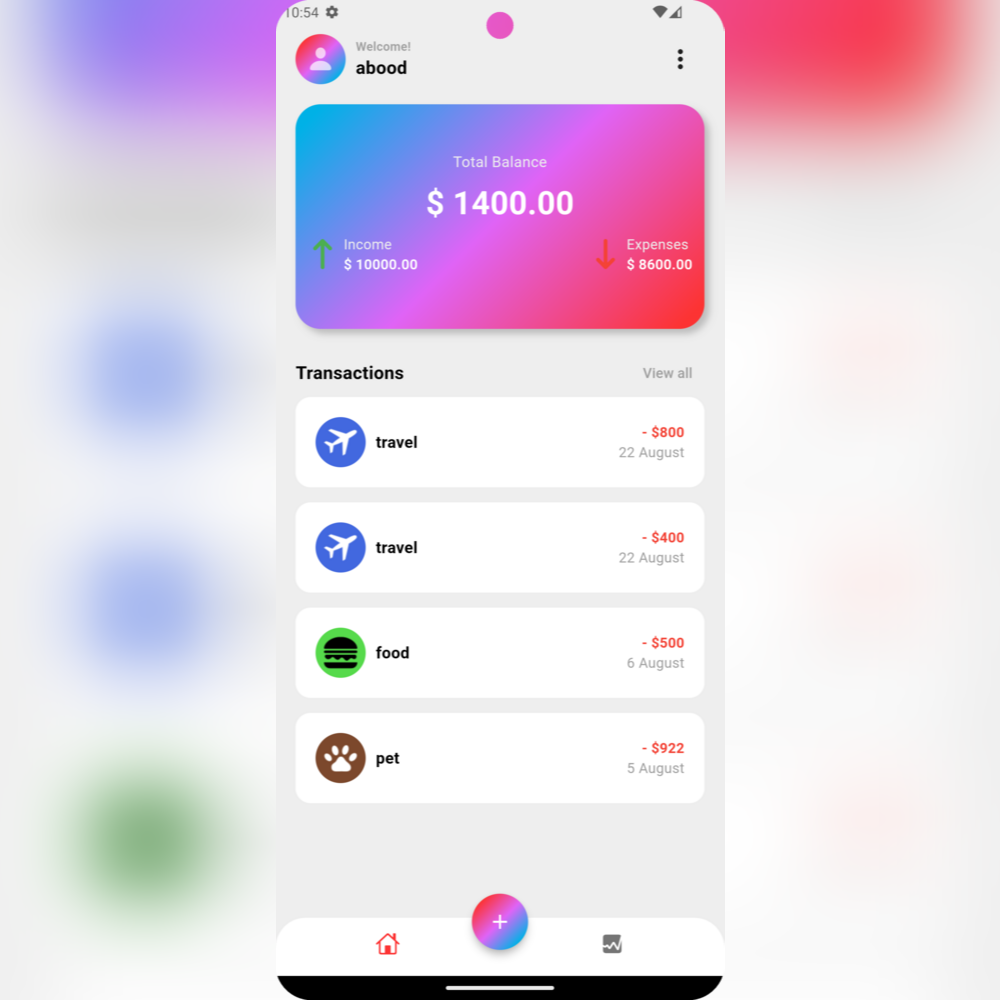 10:54
Welcome!
abood
Total Balance
$ 1400.00
Income
$ 10000.00
Expenses
$ 8600.00
Transactions
View all
travel
- $800
22 August
travel
- $400
22 August
food
- $500
6 August
pet
- $922
5 August